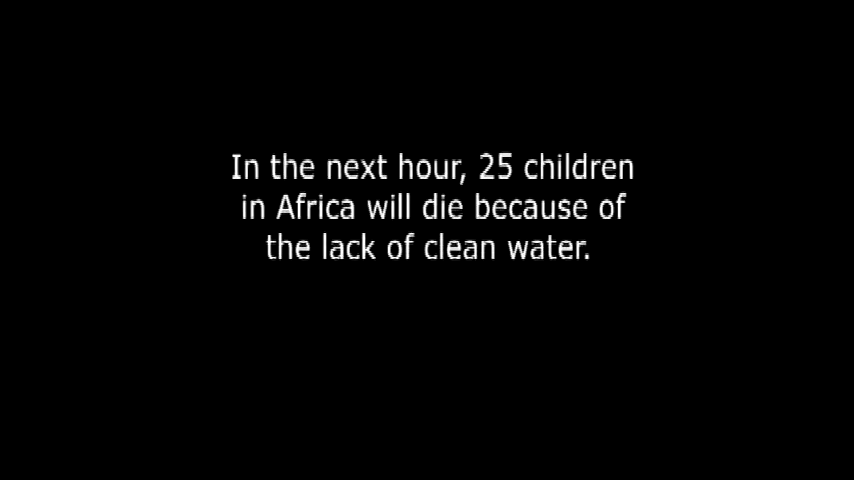 In the next hour, 25 children
in Africa will die because of
the lack of clean water.